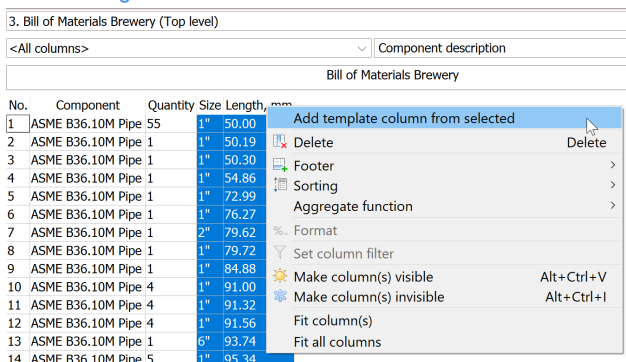 3. Bill of Materials Brewery (Top level)
<All columns> Component description
Bill of Materials Brewery
No. Component Quantity Size Length, mm
1 ASME B36.10M Pipe 55 1" 50.00
2 ASME B36.10M Pipe 1 1" 50.19
3 ASME B36.10M Pipe 1 1" 50.30
4 ASME B36.10M Pipe 1 1" 54.86
5 ASME B36.10M Pipe 1 1" 72.99
6 ASME B36.10M Pipe 1 1" 76.27
7 ASME B36.10M Pipe 1 2" 79.62
8 ASME B36.10M Pipe 1 1" 79.72
9 ASME B36.10M Pipe 1 1" 84.88
10 ASME B36.10M Pipe 4 1" 91.00
11 ASME B36.10M Pipe 4 1" 91.32
12 ASME B36.10M Pipe 4 1" 91.56
13 ASME B36.10M Pipe 1 6" 93.74
14 ASME B36.10M Pipe 5 1" 95.34
Add template column from selected
Delete Delete
Footer
Sorting
Aggregate function
%.. Format
Set column filter
Make column(s) visible Alt+Ctrl+V
Make column(s) invisible Alt+Ctrl+I
Fit column(s)
Fit all columns